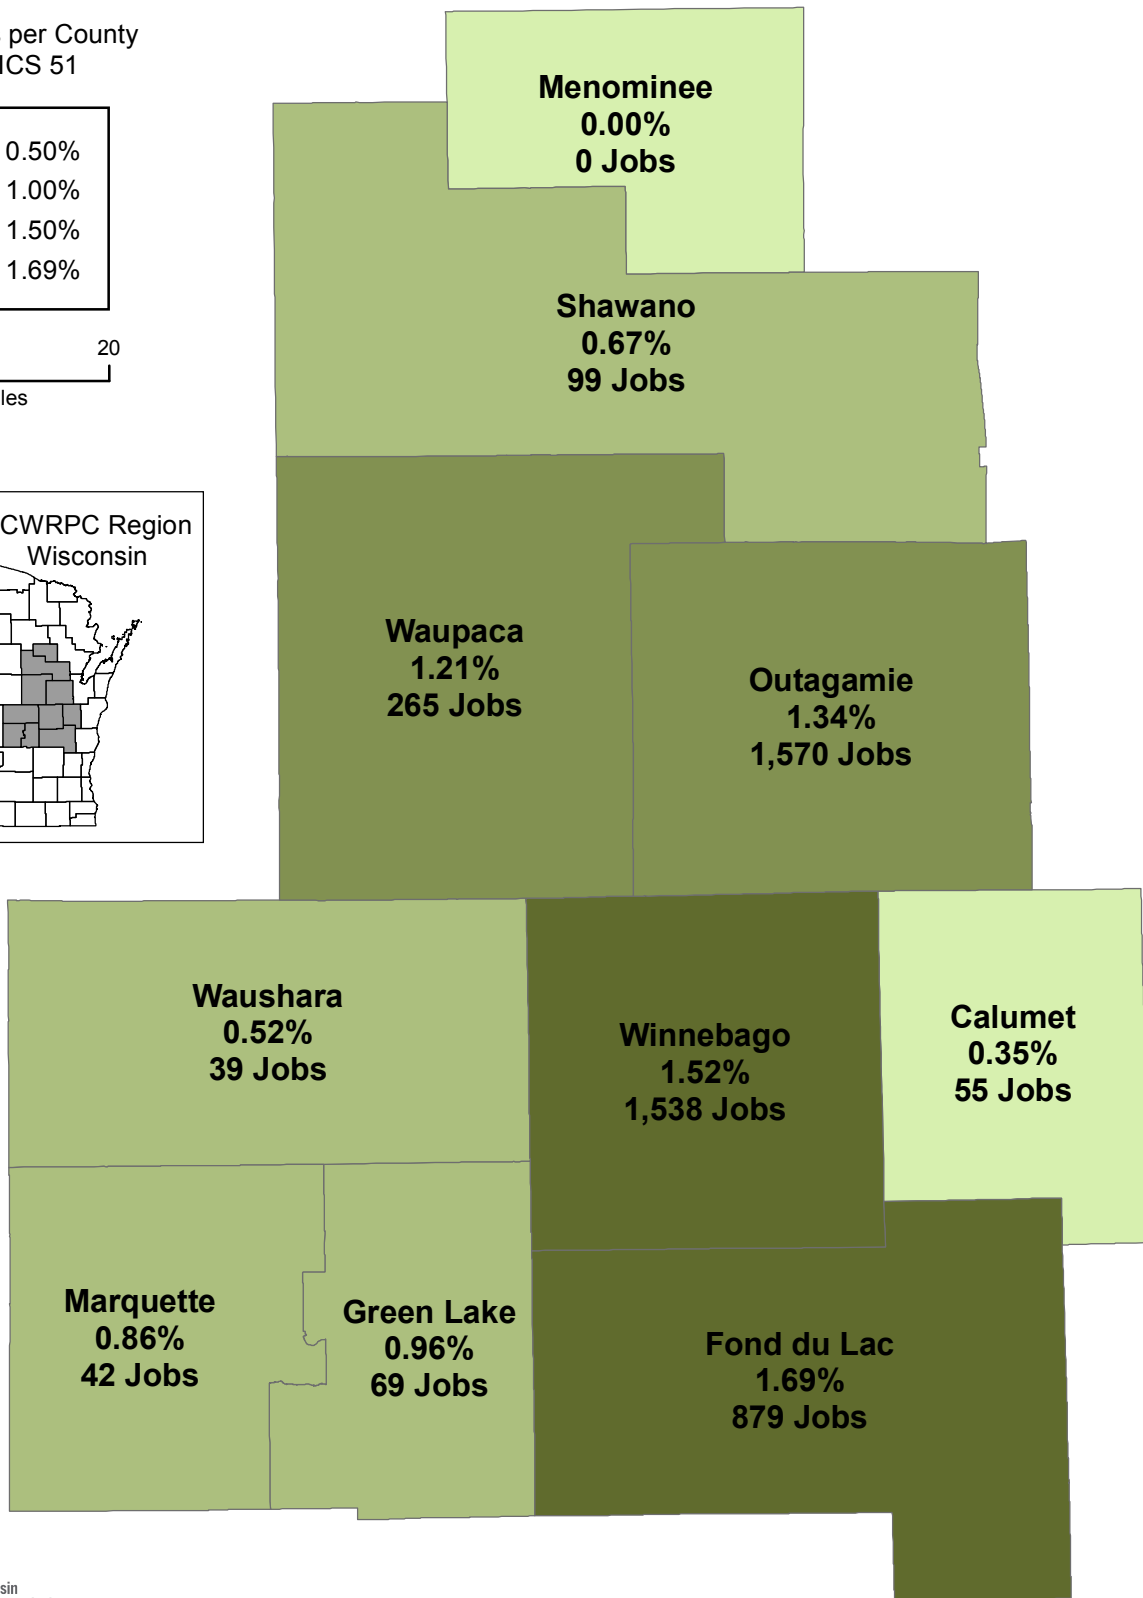 per County
51
0.50%
1.00%
1.50%
1.69%
20
CWRPC Region
Wisconsin
Menominee
0.00%
0 Jobs
Shawano
0.67%
99 Jobs
Waupaca
1.21%
265 Jobs
Outagamie
1.34%
1,570 Jobs
Waushara
0.52%
39 Jobs
Winnebago
1.52%
1,538 Jobs
Calumet
0.35%
55 Jobs
Marquette
0.86%
42 Jobs
Green Lake
0.96%
69 Jobs
Fond du Lac
1.69%
879 Jobs